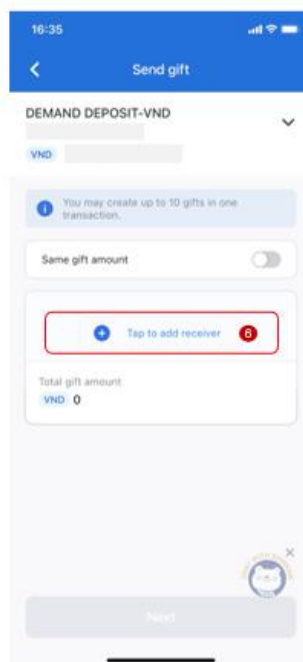 16:35
Send gift
DEMAND DEPOSIT-VND
VND
You may create up to 10 gifts in one
transaction.
Same gift amount
Tap to add receiver
6
Total gift amount
VND 0
Next